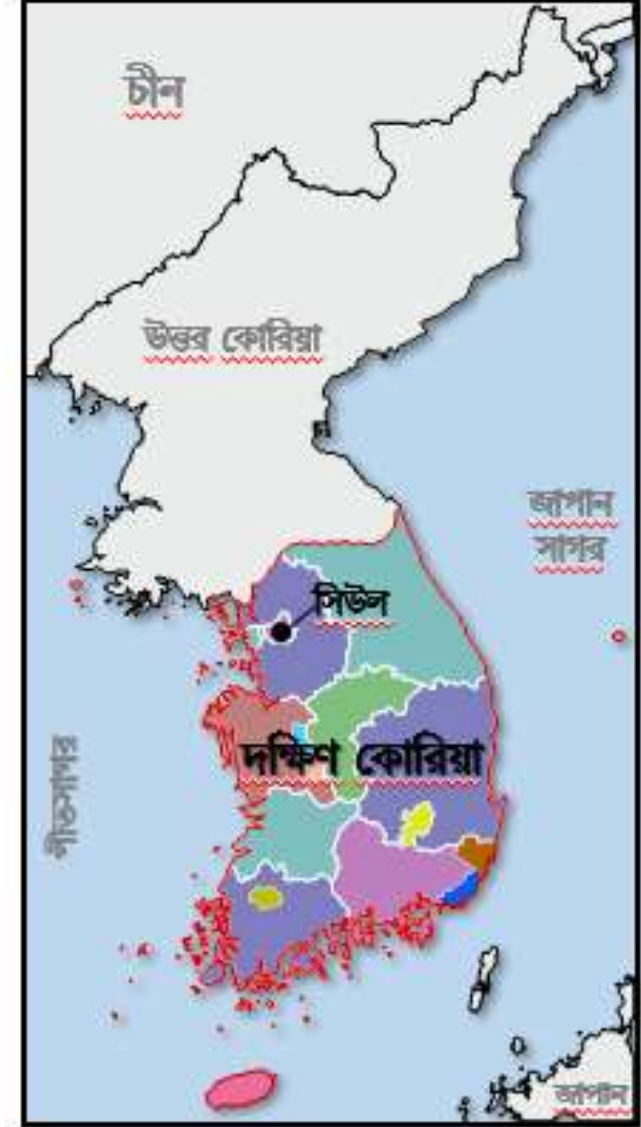 চীন
উত্তর কোরিয়া
জাপান
সাগর
সিউল
দক্ষিণ কোরিয়া
পীতসাগর
জাপান